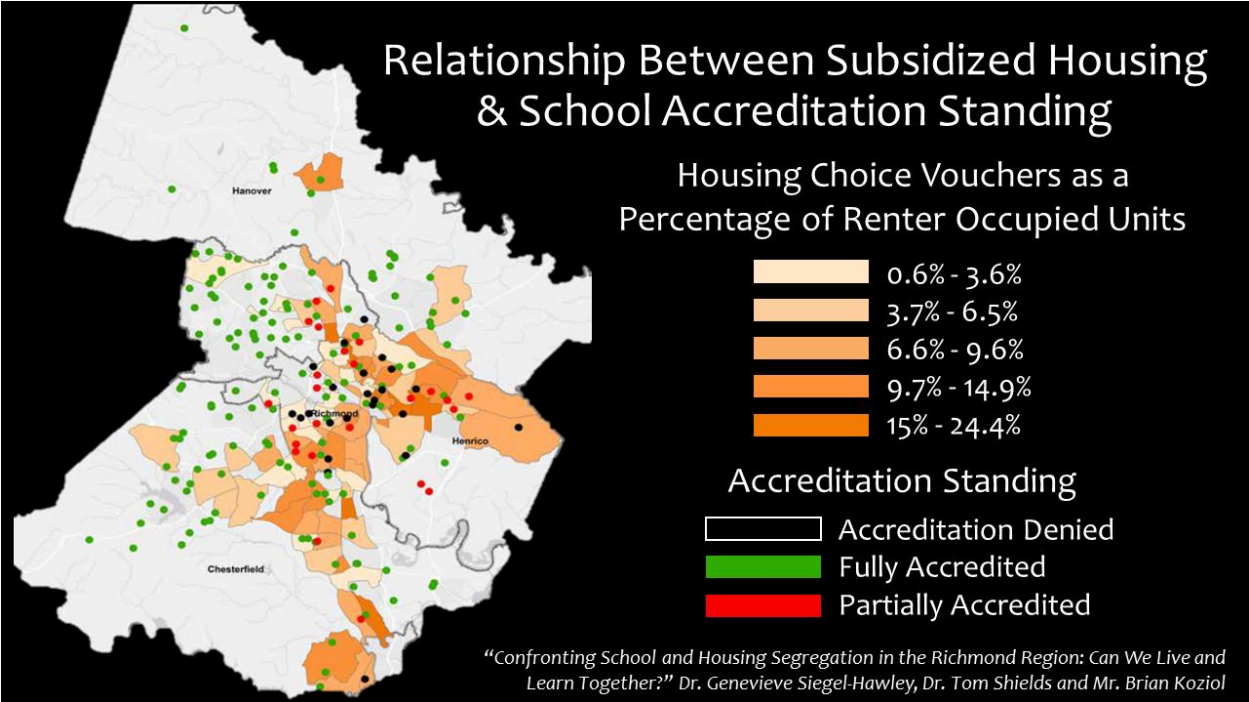 Relationship Between Subsidized Housing
& School Accreditation Standing
Housing Choice Vouchers as a
Percentage of Renter Occupied Units
0.6% - 3.6%
3.7% - 6.5%
6.6% - 9.6%
9.7% - 14.9%
15% - 24.4%
Accreditation Standing
Accreditation Denied
Fully Accredited
Partially Accredited
Hanover
Richmond
Henrico
Chesterfield
“Confronting School and Housing Segregation in the Richmond Region: Can We Live and
Learn Together?” Dr. Genevieve Siegel-Hawley, Dr. Tom Shields and Mr. Brian Koziol